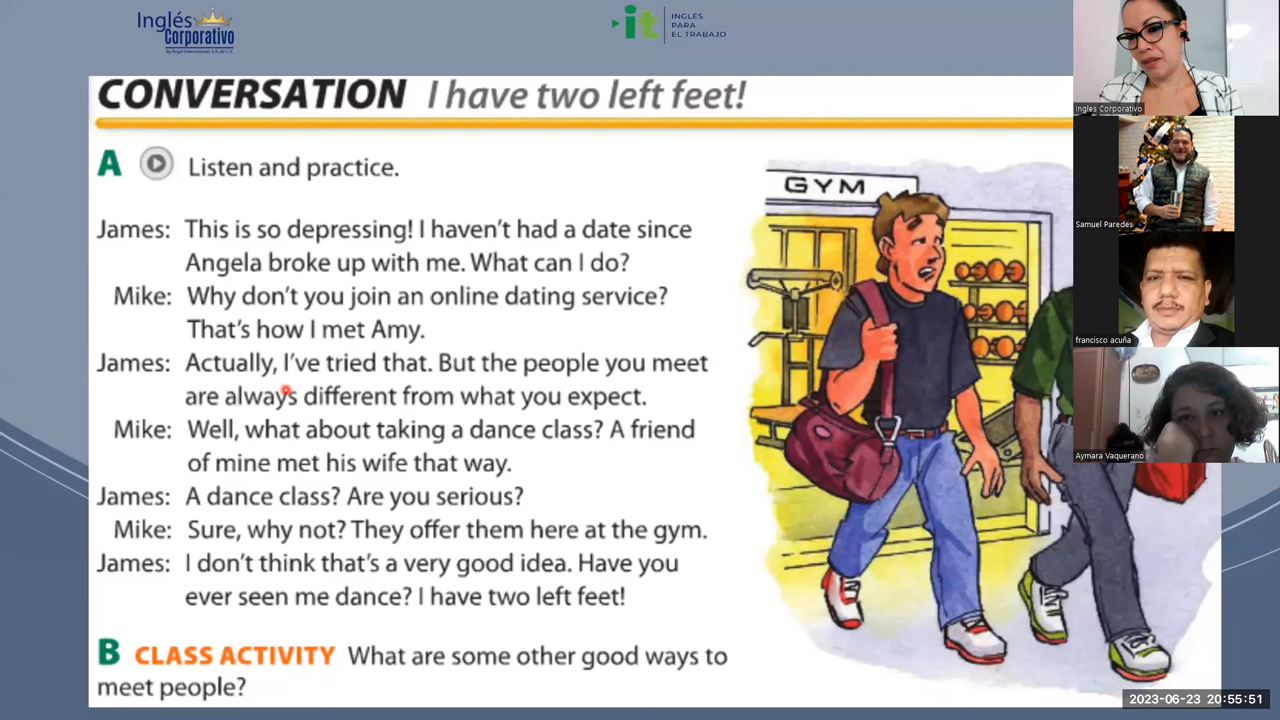 Inglés
Corporativo
By Regio International, S.A. de C.V.
it
INGLES
PARA
EL TRABAJO
CONVERSATION I have two left feet!
A Listen and practice.
James: This is so depressing! I haven't had a date since
Angela broke up with me. What can I do?
Mike: Why don't you join an online dating service?
That's how I met Amy.
James: Actually, I've tried that. But the people you meet
are always different from what you expect.
Mike: Well, what about taking a dance class? A friend
of mine met his wife that way.
James: A dance class? Are you serious?
Mike: Sure, why not? They offer them here at the gym.
James: I don't think that's a very good idea. Have you
ever seen me dance? I have two left feet!
B CLASS ACTIVITY What are some other good ways to
meet people?
GYM
Ingles Corporativo
Samuel Paredes
francisco acuña
Aymara Vaquerano
2023-06-23 20:55:51